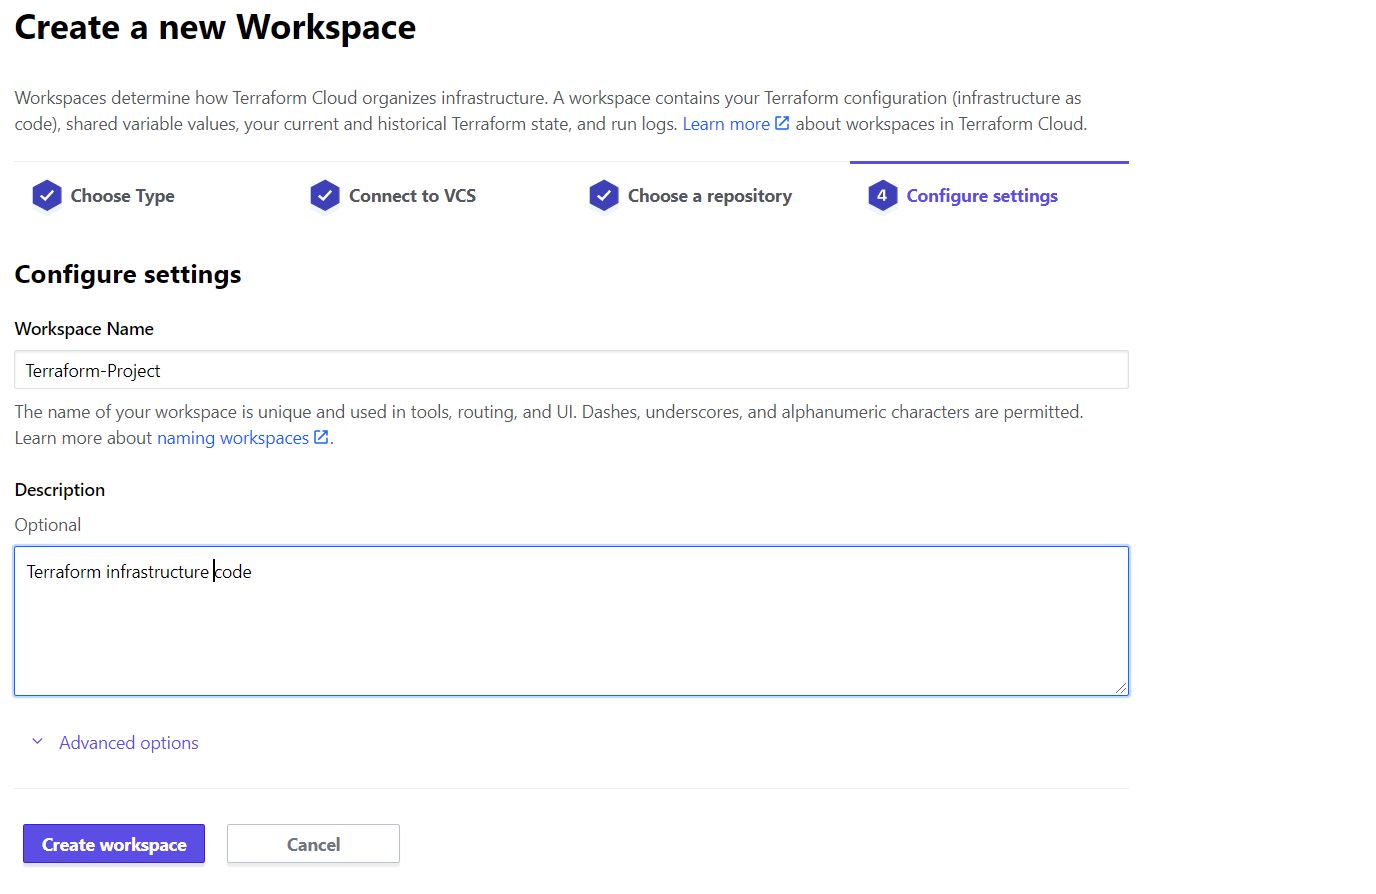 Create a new Workspace
Workspaces determine how Terraform Cloud organizes infrastructure. A workspace contains your Terraform configuration (infrastructure as
code), shared variable values, your current and historical Terraform state, and run logs. Learn more about workspaces in Terraform Cloud.
Choose Type
Connect to VCS
Choose a repository
4 Configure settings
Configure settings
Workspace Name
Terraform-Project
The name of your workspace is unique and used in tools, routing, and UI. Dashes, underscores, and alphanumeric characters are permitted.
Learn more about naming workspaces.
Description
Optional
Terraform infrastructure code
Advanced options
Create workspace
Cancel